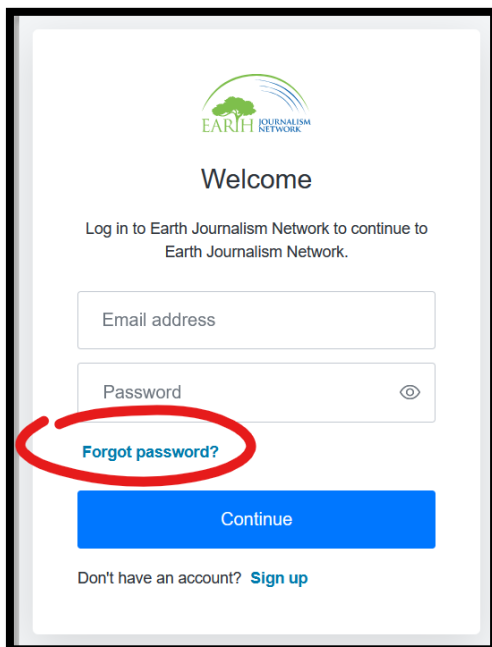 EARTH JOURNALISM
NETWORK
Welcome
Log in to Earth Journalism Network to continue to
Earth Journalism Network.
Email address
Password
Forgot password?
Continue
Don't have an account? Sign up